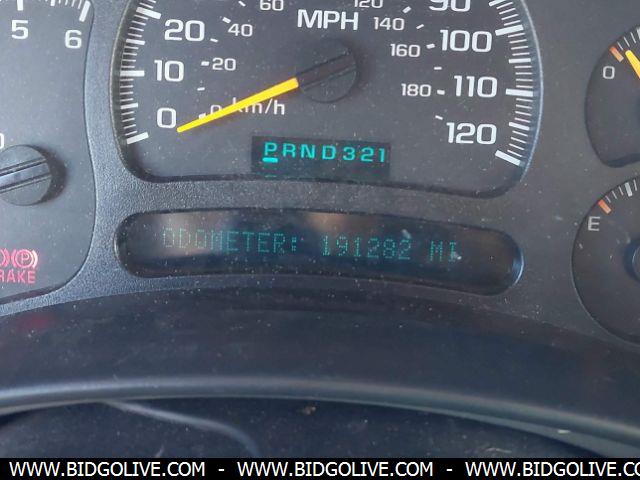 60 120 90
5 6 20 40 MPH 140 100
160
10 20 180 110
0 0 km/h 120
0
PRND321
E
ODOMETER: 191282 MI
(P)
BRAKE
WWW.BIDGOLIVE.COM - WWW.BIDGOLIVE.COM - WWW.BIDGOLIVE.COM